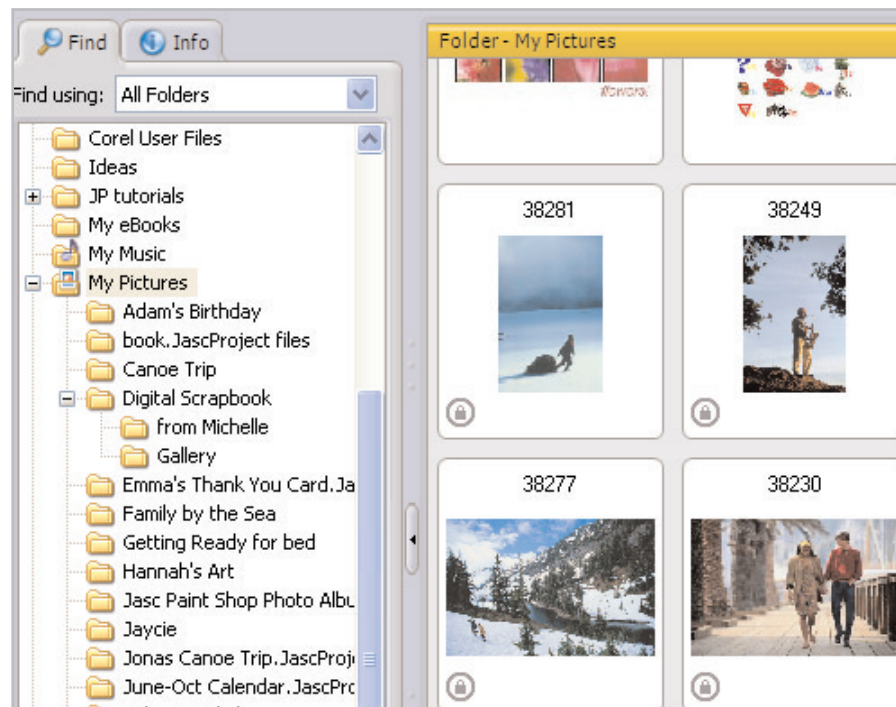 Find Info
Find using: All Folders
Corel User Files
Ideas
JP tutorials
My eBooks
My Music
My Pictures
Adam's Birthday
book.JascProject files
Canoe Trip
Digital Scrapbook
from Michelle
Gallery
Emma's Thank You Card.Ja
Family by the Sea
Getting Ready for bed
Hannah's Art
Jasc Paint Shop Photo Albu
Jaycie
Jonas Canoe Trip.JascProj
June-Oct Calendar.JascPro
Folder - My Pictures
flowers!
38281 38249
38277 38230